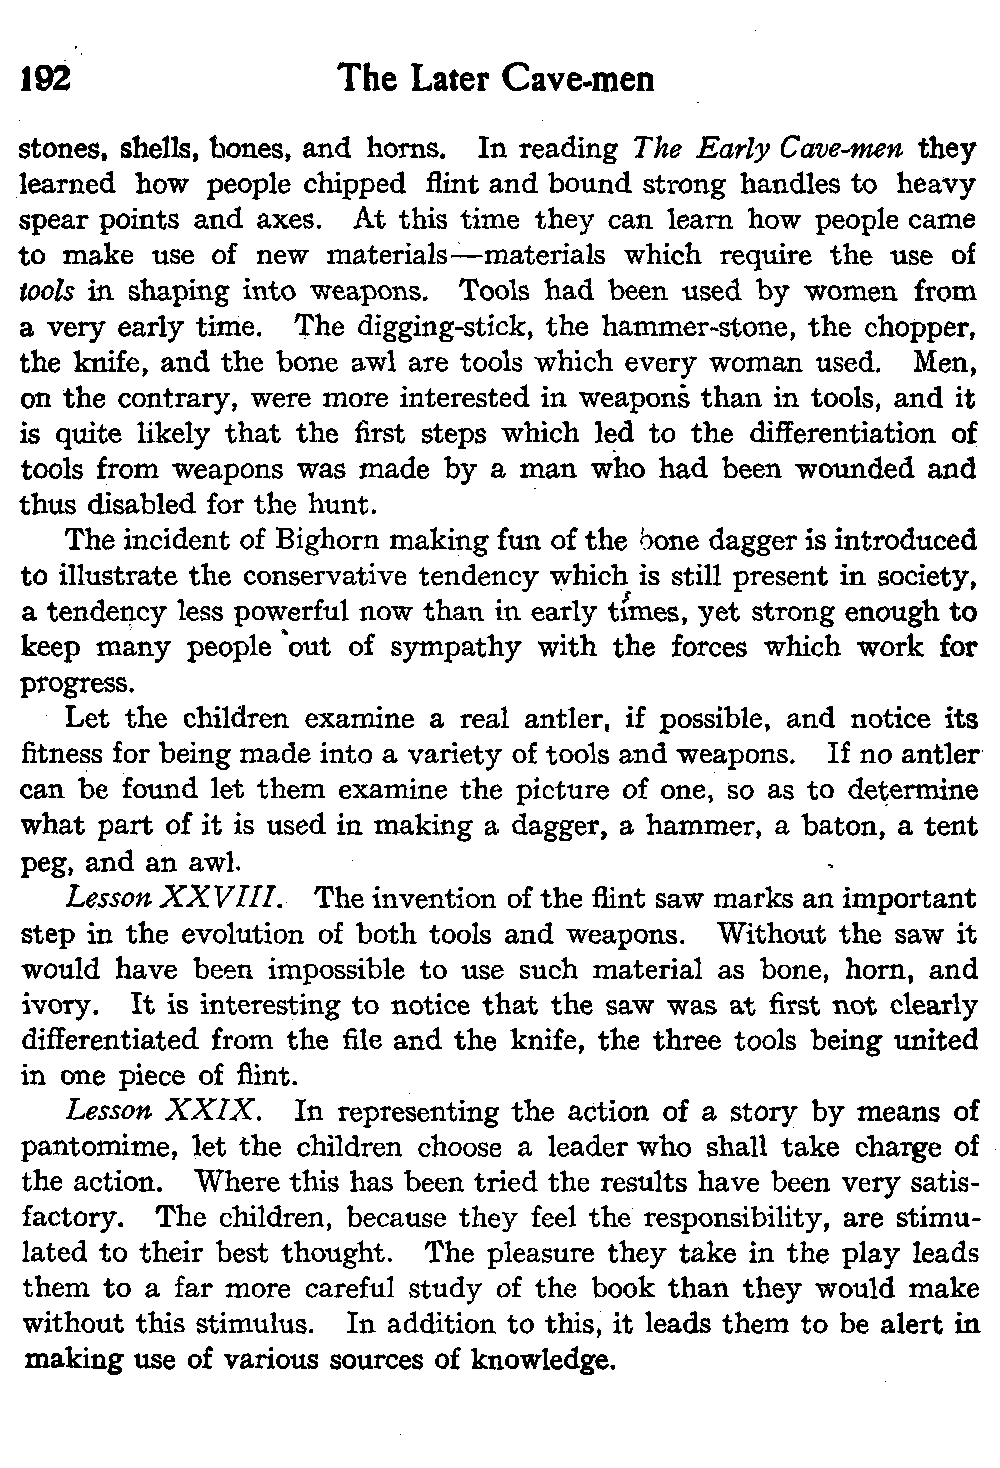 192 The Later Cave-men
stones, shells, bones, and horns. In reading The Early Cave-men they
learned how people chipped flint and bound strong handles to heavy
spear points and axes. At this time they can learn how people came
to make use of new materials—materials which require the use of
tools in shaping into weapons. Tools had been used by women from
a very early time. The digging-stick, the hammer-stone, the chopper,
the knife, and the bone awl are tools which every woman used. Men,
on the contrary, were more interested in weapons than in tools, and it
is quite likely that the first steps which led to the differentiation of
tools from weapons was made by a man who had been wounded and
thus disabled for the hunt.
The incident of Bighorn making fun of the bone dagger is introduced
to illustrate the conservative tendency which is still present in society,
a tendency less powerful now than in early times, yet strong enough to
keep many people out of sympathy with the forces which work for
progress.
Let the children examine a real antler, if possible, and notice its
fitness for being made into a variety of tools and weapons. If no antler
can be found let them examine the picture of one, so as to determine
what part of it is used in making a dagger, a hammer, a baton, a tent
peg, and an awl.
Lesson XXVIII. The invention of the flint saw marks an important
step in the evolution of both tools and weapons. Without the saw it
would have been impossible to use such material as bone, horn, and
ivory. It is interesting to notice that the saw was at first not clearly
differentiated from the file and the knife, the three tools being united
in one piece of flint.
Lesson XXIX. In representing the action of a story by means of
pantomime, let the children choose a leader who shall take charge of
the action. Where this has been tried the results have been very satis-
factory. The children, because they feel the responsibility, are stimu-
lated to their best thought. The pleasure they take in the play leads
them to a far more careful study of the book than they would make
without this stimulus. In addition to this, it leads them to be alert in
making use of various sources of knowledge.